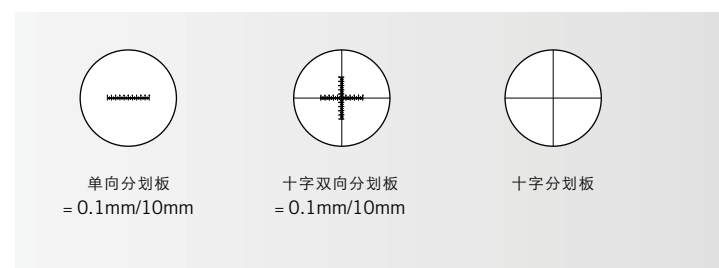 单向分划板
= 0.1mm/10mm
十字双向分划板
= 0.1mm/10mm
十字分划板